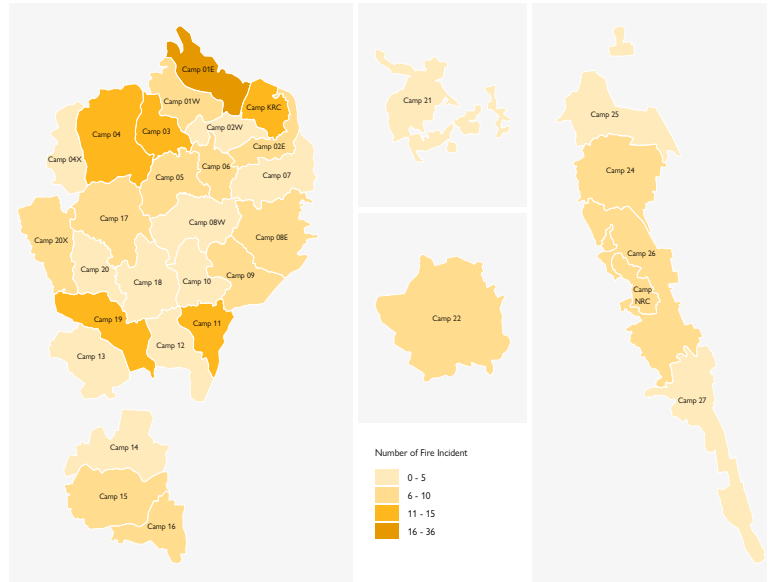 Camp 01E
Camp 01W
Camp KRC
Camp 04
Camp 03
Camp 02W
Camp 02E
Camp 04X
Camp 06
Camp 07
Camp 05
Camp 17
Camp 08W
Camp 20X
Camp 08E
Camp 20
Camp 18
Camp 10
Camp 09
Camp 19
Camp 11
Camp 12
Camp 13
Camp 14
Camp 15
Camp 16
Camp 21
Camp 22
Number of Fire Incident
0 - 5
6 - 10
11 - 15
16 - 36
Camp 25
Camp 24
Camp 26
Camp
NRC
Camp 27